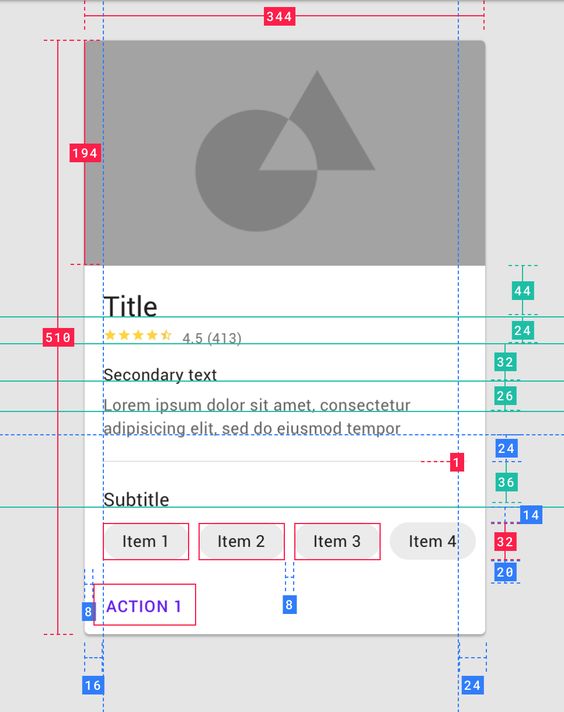 344
194
Title
44
510
4.5 (413)
24
32
Secondary text
26
Lorem ipsum dolor sit amet, consectetur
adipisicing elit, sed do eiusmod tempor
24
1
36
Subtitle
14
Item 1 Item 2 Item 3 Item 4
32
20
8 ACTION 1 8
16 24